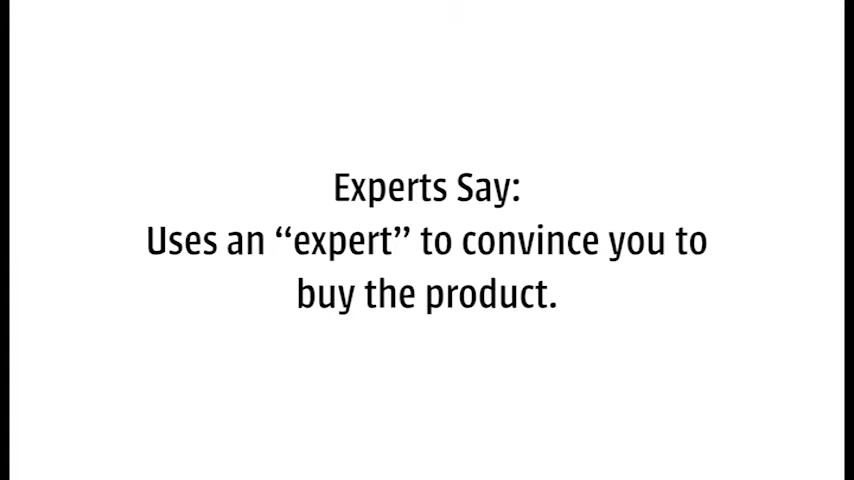 Experts Say:
Uses an “expert” to convince you to
buy the product.